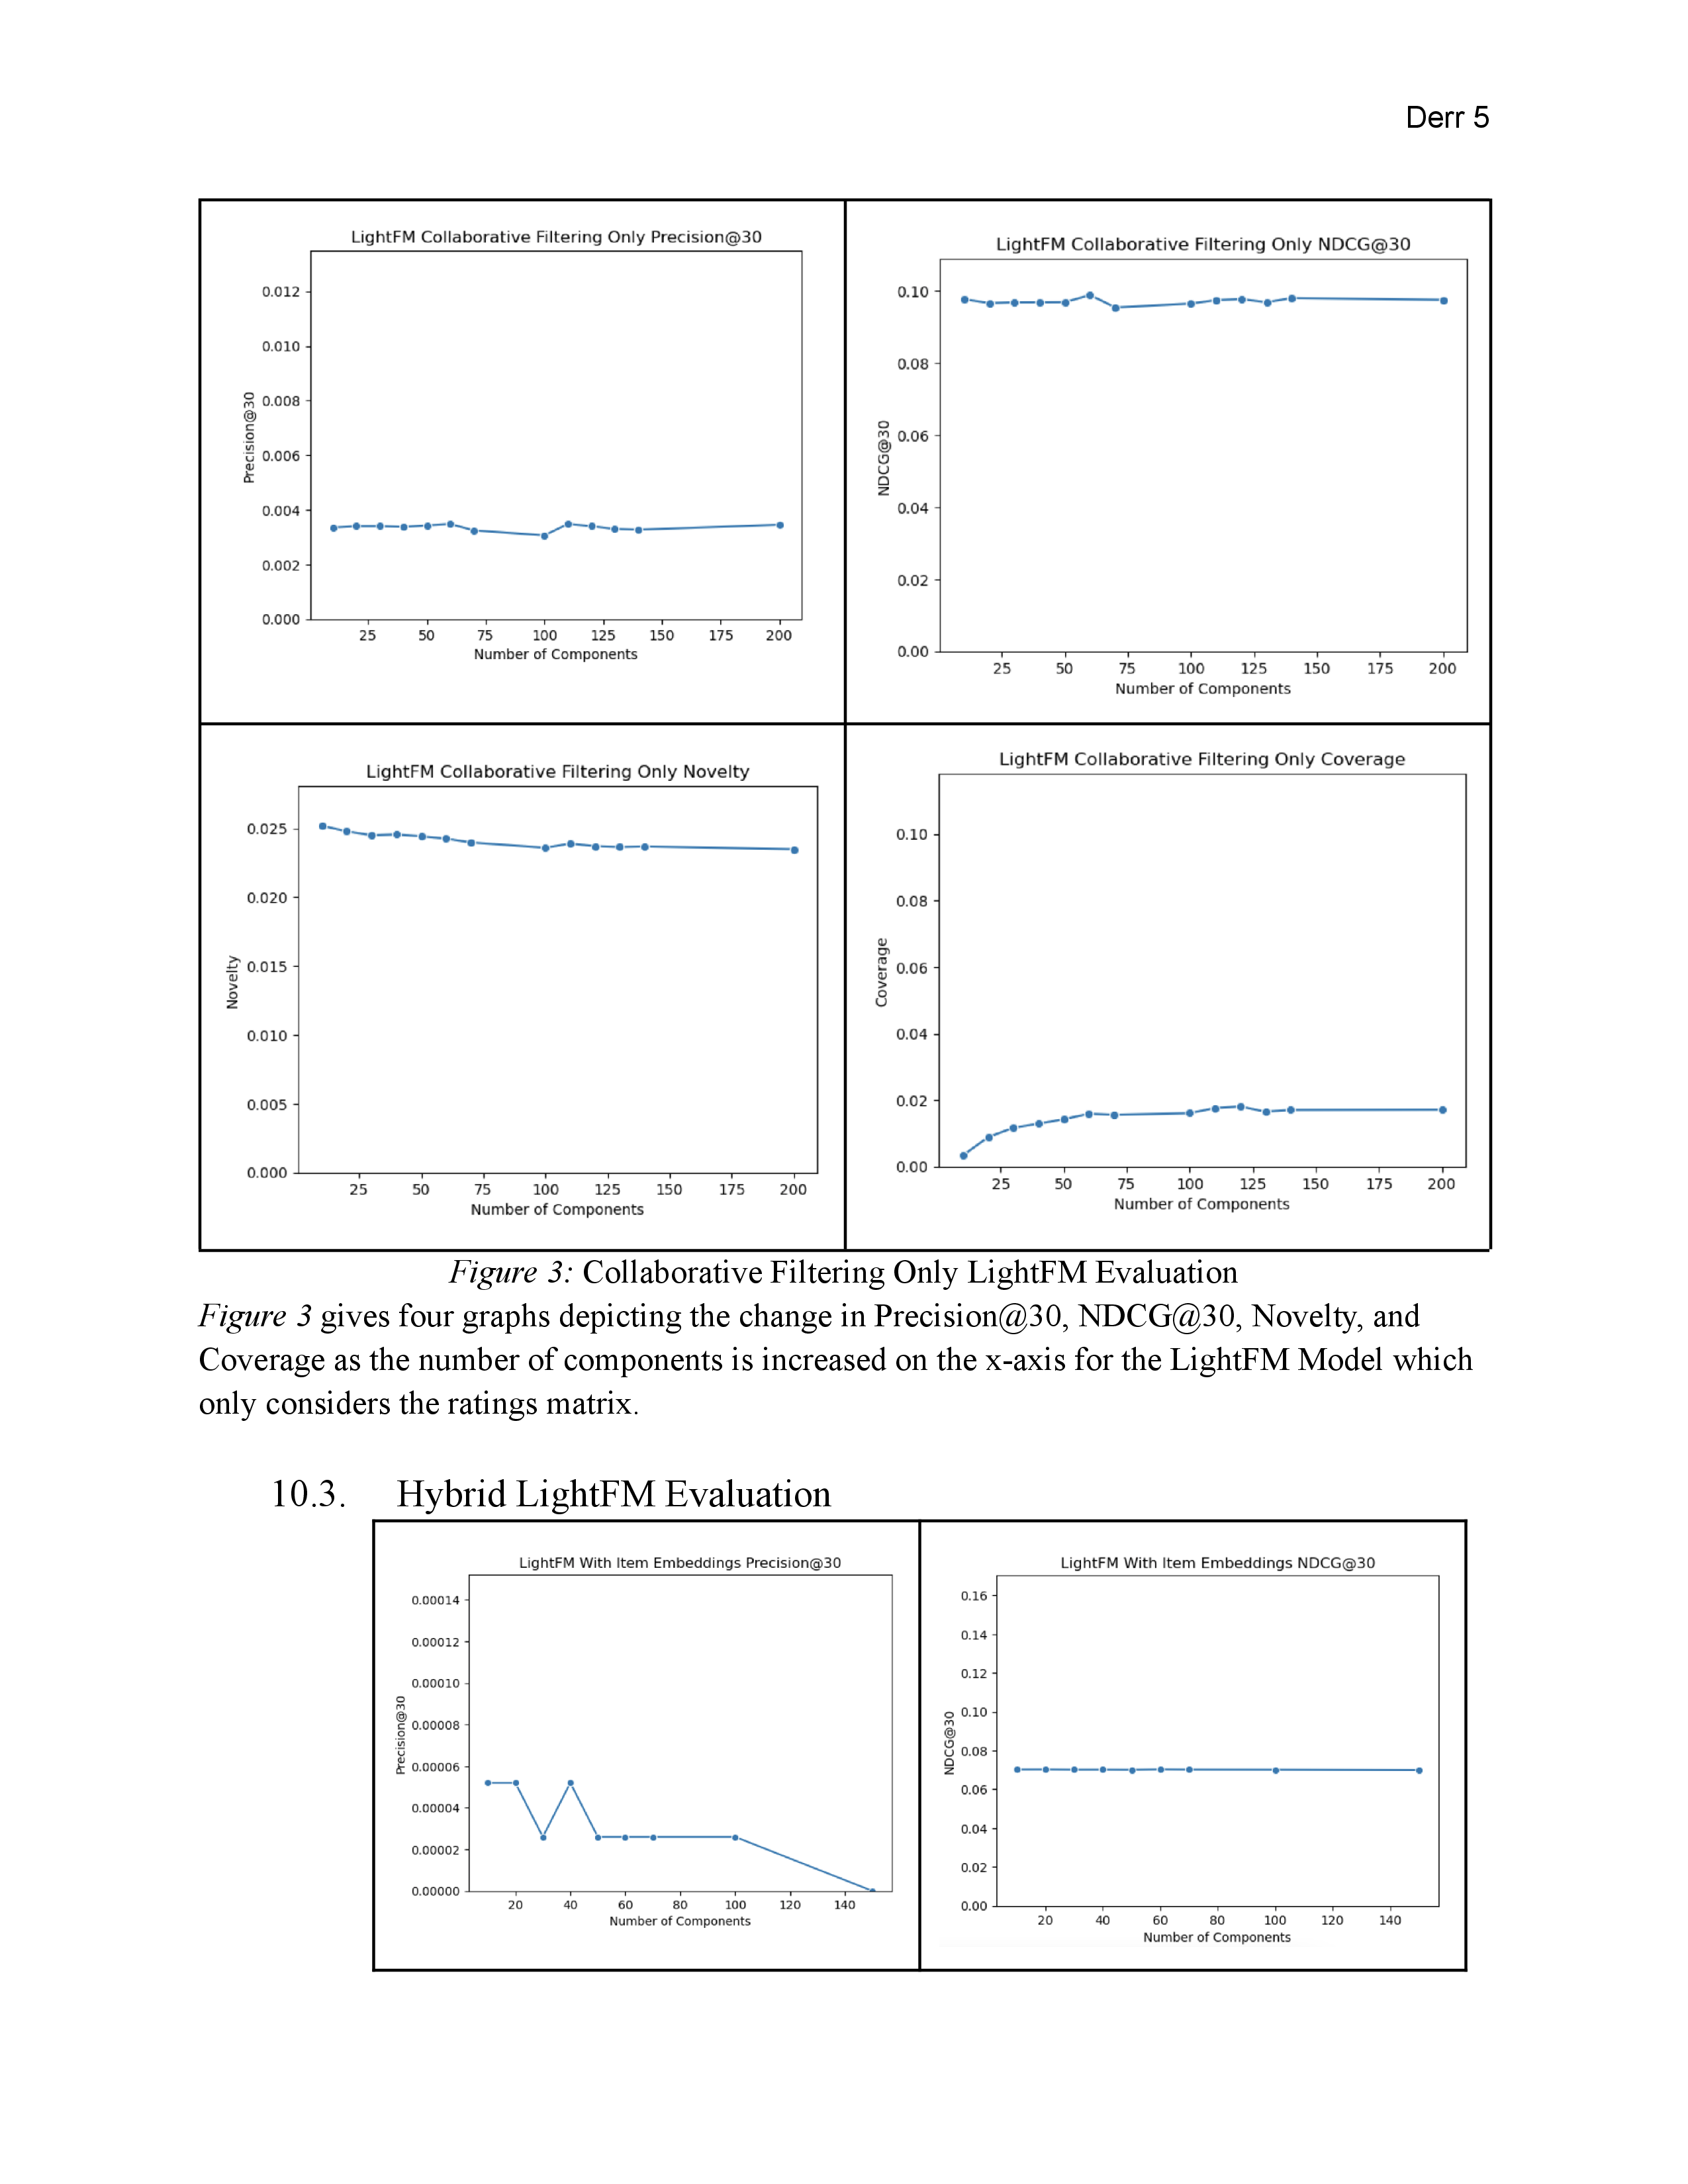 Derr 5
LightFM Collaborative Filtering Only Precision@30
0.012
0.010
0.008
0.006
0.004
0.002
0.000
Precision@30
25 50 75 100 125 150 175 200
Number of Components
LightFM Collaborative Filtering Only NDCG@30
0.10
0.08
0.06
0.04
0.02
0.00
NDCG@30
25 50 75 100 125 150 175 200
Number of Components
LightFM Collaborative Filtering Only Novelty
0.025
0.020
0.015
0.010
0.005
0.000
Novelty
25 50 75 100 125 150 175 200
Number of Components
LightFM Collaborative Filtering Only Coverage
0.10
0.08
0.06
0.04
0.02
0.00
Coverage
25 50 75 100 125 150 175 200
Number of Components
Figure 3: Collaborative Filtering Only LightFM Evaluation
Figure 3 gives four graphs depicting the change in Precision@30, NDCG@30, Novelty, and
Coverage as the number of components is increased on the x-axis for the LightFM Model which
only considers the ratings matrix.
10.3. Hybrid LightFM Evaluation
LightFM With Item Embeddings Precision@30
0.00014
0.00012
0.00010
0.00008
0.00006
0.00004
0.00002
0.00000
Precision@30
20 40 60 80 100 120 140
Number of Components
LightFM With Item Embeddings NDCG@30
0.16
0.14
0.12
0.10
0.08
0.06
0.04
0.02
0.00
NDCG@30
20 40 60 80 100 120 140
Number of Components